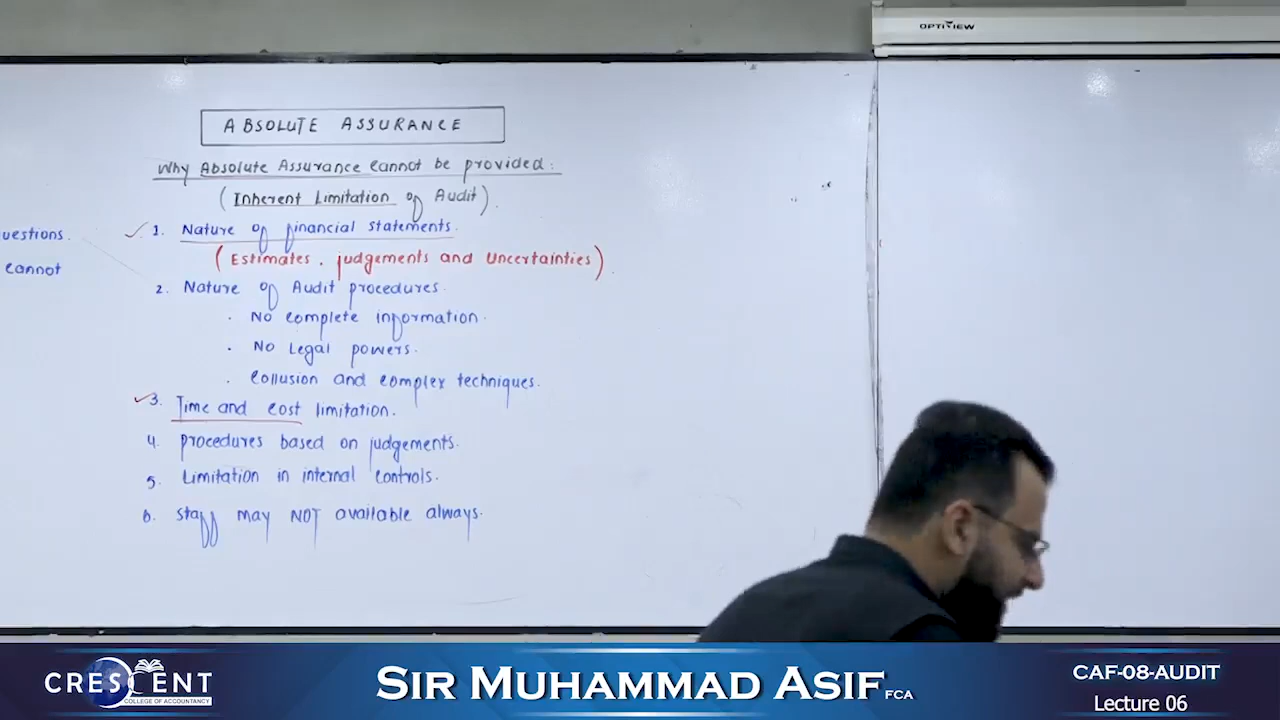 OPTIVIEW
ABSOLUTE ASSURANCE
Why Absolute Assurance cannot be provided:
(Inherent Limitation of Audit).
uestions.
cannot
1. Nature of financial statements.
(Estimates, judgements and Uncertainties).
2. Nature of Audit procedures.
. No complete information.
. No Legal powers.
. Collusion and complex techniques.
3. Time and cost limitation.
4. Procedures based on judgements.
5. Limitation in internal controls.
6. Staff may NOT available always.
CRESCENT
COLLEGE OF ACCOUNTANCY
SIR MUHAMMAD ASIF FCA
CAF-08-AUDIT
Lecture 06